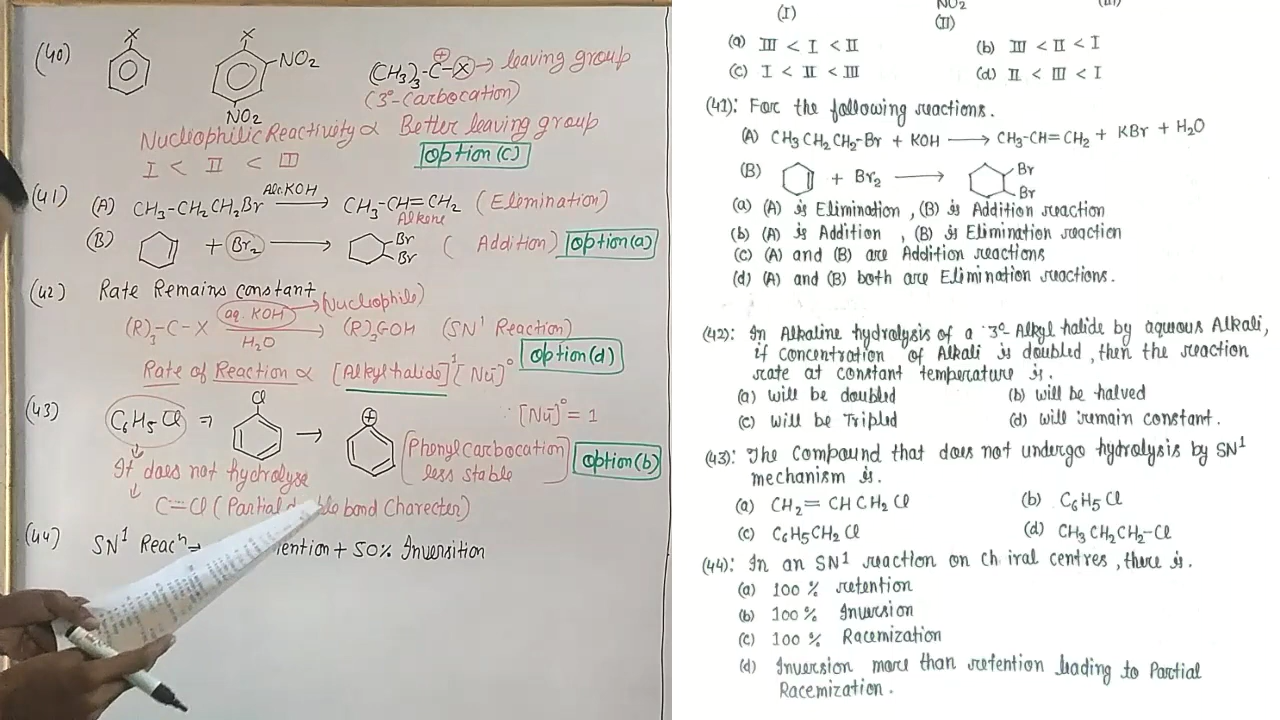 (40)
X
X
NO2
NO2
(CH3)3-C-X → leaving group
⊕
(3°-Carbocation)
Nucleophilic Reactivity ∝ Better leaving group
I < II < III
Option (c)
(41)
(A) CH3-CH2CH2Br Alc.KOH → CH3-CH=CH2 (Elemination)
Alkene
(B) + Br2 → Br Br (Addition) Option(a)
(42) Rate Remains constant
(R)3-C-X aq. KOH → (Nucleophile)
H2O
(R)3COH (SN1 Reaction)
Option(d)
Rate of Reaction ∝ [Alkylhalide]1 [Nu-]0
∵ [Nu-]0 = 1
(43) C6H5Cl ⇒ Cl → ⊕
(Phenyl Carbocation
less stable)
Option(b)
It does not hydrolyse
C=Cl (Partial bond Charecter)
(44) SN1 Reacn + 50% Inversition
(I)
NO2
(II)
(a) III < I < II
(b) III < II < I
(c) I < II < III
(d) II < III < I
(41): For the following reactions.
(A) CH3CH2CH2-Br + KOH → CH3-CH=CH2 + KBr + H2O
(B) + Br2 → Br Br
(a) (A) is Elimination , (B) is Addition reaction
(b) (A) is Addition , (B) is Elimination reaction
(c) (A) and (B) are Addition reactions
(d) (A) and (B) both are Elimination reactions.
(42): In Alkaline hydrolysis of a 3° Alkyl halide by aqueous Alkali,
if concentration of Alkali is doubled, then the reaction
rate at constant temperature is.
(a) will be doubled
(b) will be halved
(c) will be Tripled
(d) will remain constant.
(43): The compound that does not undergo hydrolysis by SN1
mechanism is.
(a) CH2= CHCH2Cl
(b) C6H5Cl
(c) C6H5CH2Cl
(d) CH3CH2CH2-Cl
(44): In an SN1 reaction on chiral centres, there is.
(a) 100% retention
(b) 100% Inversion
(c) 100% Racemization
(d) Inversion more than retention leading to Partial
Racemization.